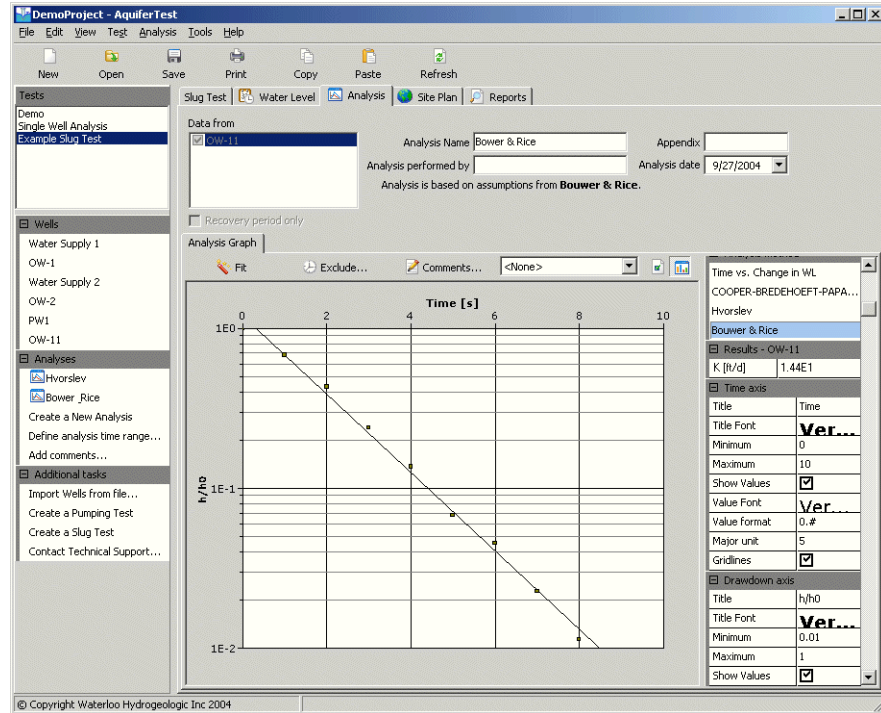 DemoProject - AquiferTest
File Edit View Test Analysis Tools Help
New Open Save Print Copy Paste Refresh
Tests
Demo
Single Well Analysis
Example Slug Test
Wells
Water Supply 1
OW-1
Water Supply 2
OW-2
PW1
OW-11
Analyses
Hvorslev
Bower _Rice
Create a New Analysis
Define analysis time range...
Add comments...
Additional tasks
Import Wells from file...
Create a Pumping Test
Create a Slug Test
Contact Technical Support...
Slug Test Water Level Analysis Site Plan Reports
Data from
OW-11
Recovery period only
Analysis Name Bower & Rice Appendix
Analysis performed by Analysis date 9/27/2004
Analysis is based on assumptions from Bouwer & Rice.
Analysis Graph
Fit Exclude... Comments... <None>
Time [s]
0 2 4 6 8 10
1E0
1E-1
1E-2
h/h0
Time vs. Change in WL
COOPER-BREDEHOEFT-PAPA...
Hvorslev
Bouwer & Rice
Results - OW-11
K [ft/d] 1.44E1
Time axis
Title Time
Title Font Ver...
Minimum 0
Maximum 10
Show Values
Value Font Ver...
Value format 0.#
Major unit 5
Gridlines
Drawdown axis
Title h/h0
Title Font Ver...
Minimum 0.01
Maximum 1
Show Values
© Copyright Waterloo Hydrogeologic Inc 2004